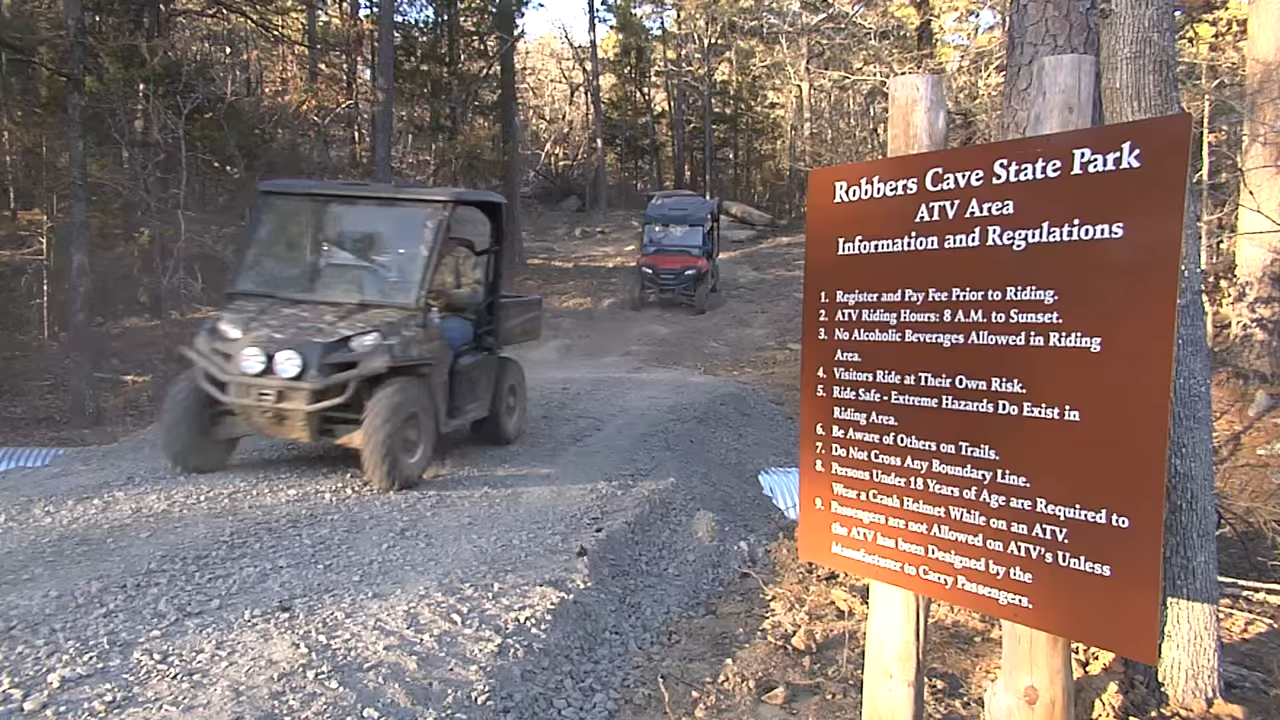 Robbers Cave State Park
ATV Area
Information and Regulations
1. Register and Pay Fee Prior to Riding.
2. ATV Riding Hours: 8 A.M. to Sunset.
3. No Alcoholic Beverages Allowed in Riding
Area.
4. Visitors Ride at Their Own Risk.
5. Ride Safe - Extreme Hazards Do Exist in
Riding Area.
6. Be Aware of Others on Trails.
7. Do Not Cross Any Boundary Line.
8. Persons Under 18 Years of Age are Required to
Wear a Crash Helmet While on an ATV.
9. Passengers are not Allowed on ATV's Unless
the ATV has been Designed by the
Manufacturer to Carry Passengers.